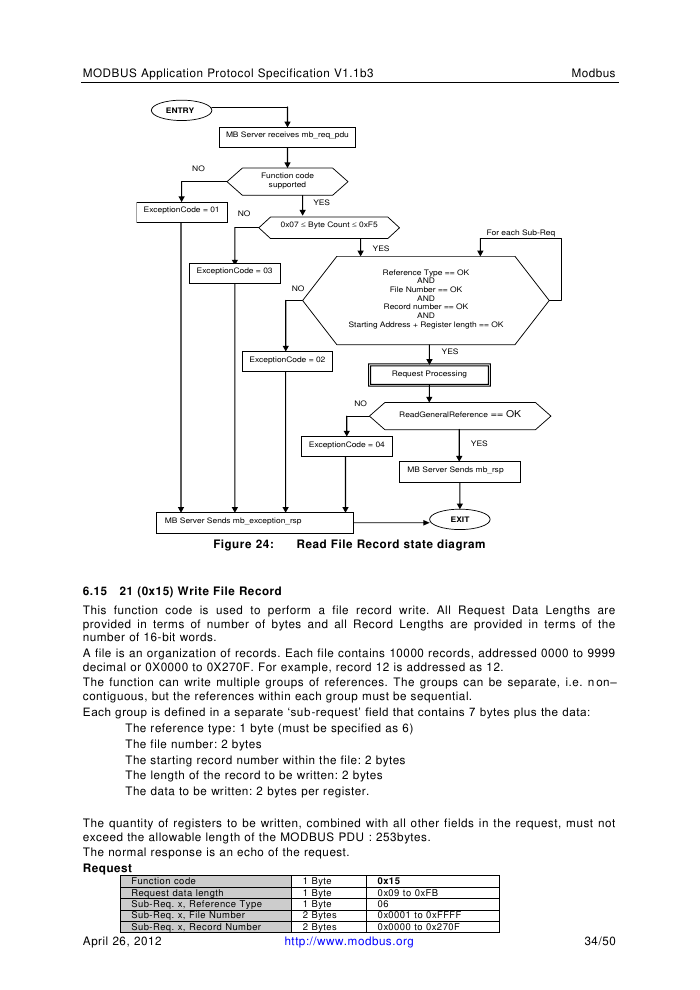 MODBUS Application Protocol Specification V1.1b3 Modbus
ENTRY
MB Server receives mb_req_pdu
NO
Function code
supported
YES
ExceptionCode = 01
NO
0x07 ≤ Byte Count ≤ 0xF5
For each Sub-Req
YES
ExceptionCode = 03
Reference Type == OK
AND
File Number == OK
AND
Record number == OK
AND
Starting Address + Register length == OK
NO
YES
ExceptionCode = 02
Request Processing
NO
ReadGeneralReference == OK
ExceptionCode = 04
YES
MB Server Sends mb_rsp
MB Server Sends mb_exception_rsp
EXIT
Figure 24: Read File Record state diagram
6.15 21 (0x15) Write File Record
This function code is used to perform a file record write. All Request Data Lengths are
provided in terms of number of bytes and all Record Lengths are provided in terms of the
number of 16-bit words.
A file is an organization of records. Each file contains 10000 records, addressed 0000 to 9999
decimal or 0X0000 to 0X270F. For example, record 12 is addressed as 12.
The function can write multiple groups of references. The groups can be separate, i.e. non–
contiguous, but the references within each group must be sequential.
Each group is defined in a separate ‘sub-request’ field that contains 7 bytes plus the data:
The reference type: 1 byte (must be specified as 6)
The file number: 2 bytes
The starting record number within the file: 2 bytes
The length of the record to be written: 2 bytes
The data to be written: 2 bytes per register.
The quantity of registers to be written, combined with all other fields in the request, must not
exceed the allowable length of the MODBUS PDU : 253bytes.
The normal response is an echo of the request.
Request
Function code 1 Byte 0x15
Request data length 1 Byte 0x09 to 0xFB
Sub-Req. x, Reference Type 1 Byte 06
Sub-Req. x, File Number 2 Bytes 0x0001 to 0xFFFF
Sub-Req. x, Record Number 2 Bytes 0x0000 to 0x270F
April 26, 2012 http://www.modbus.org 34/50